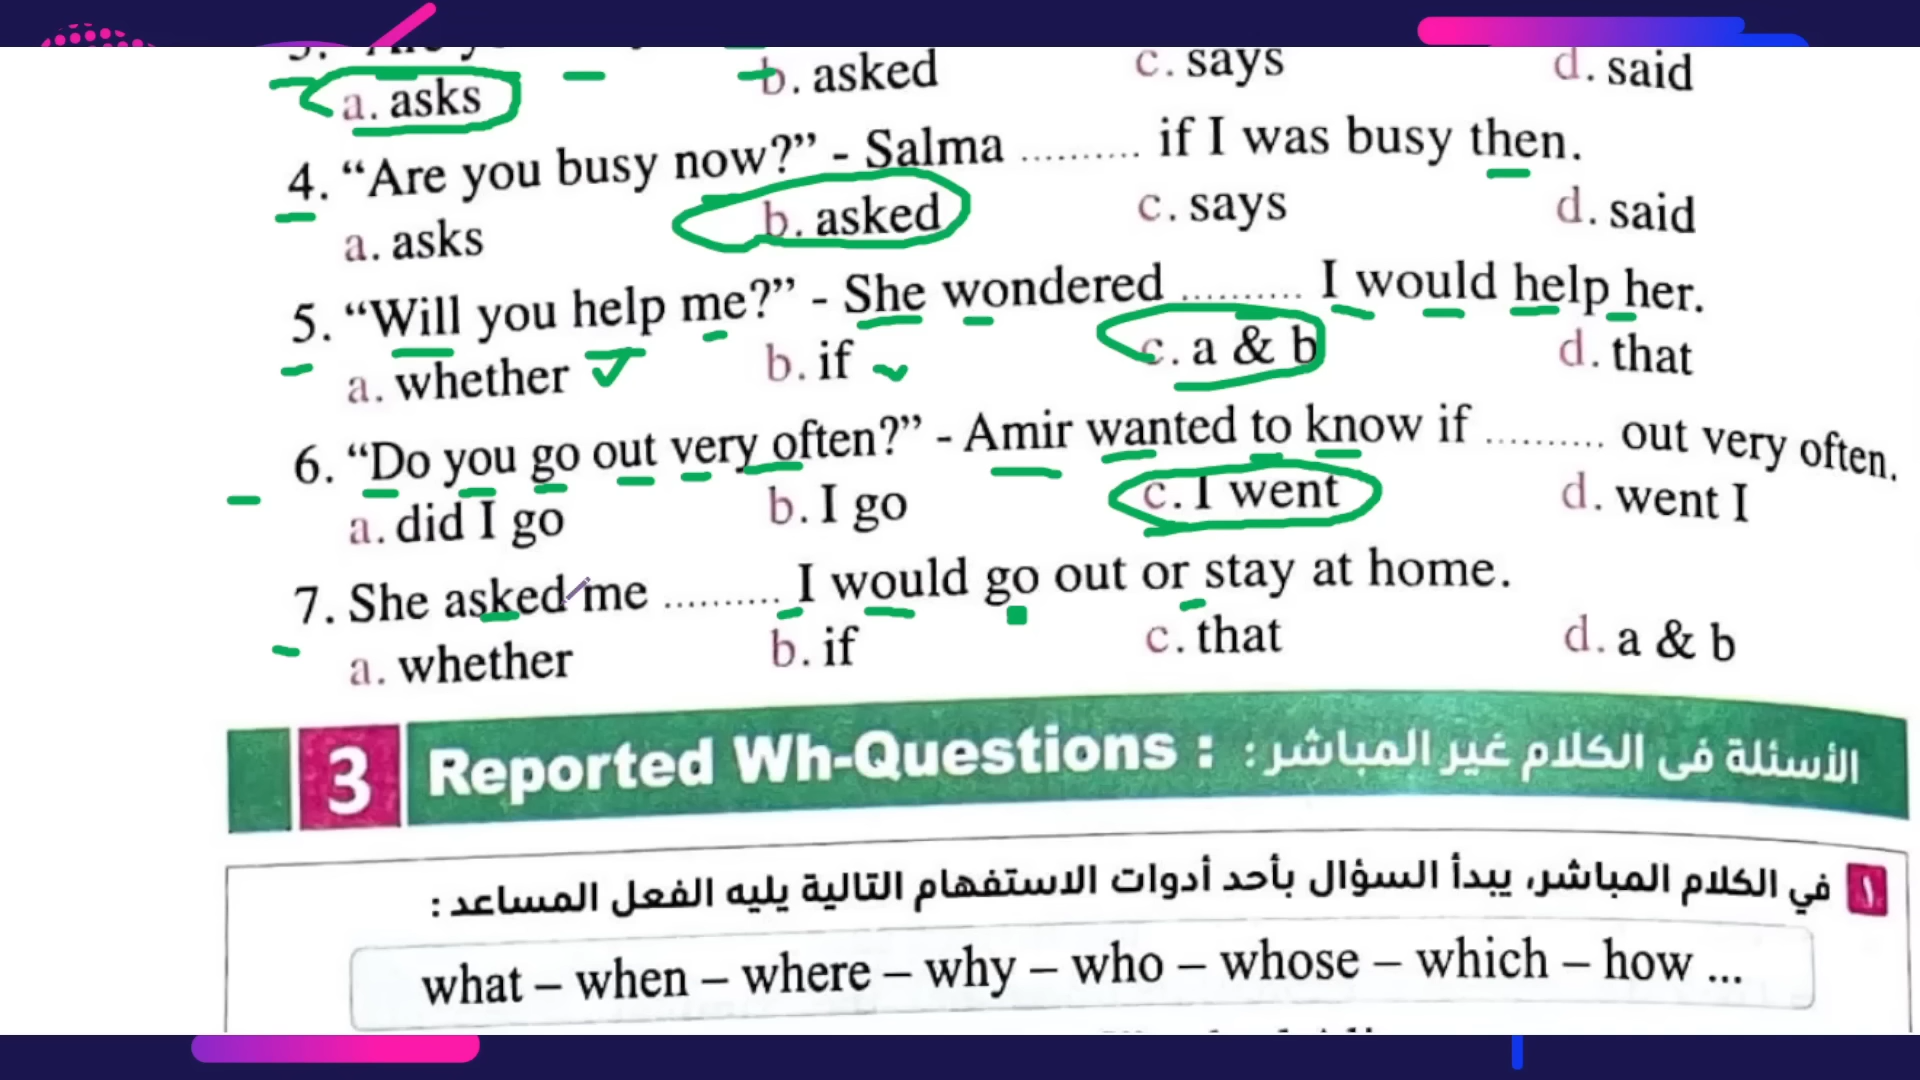 a. asks b. asked c. says d. said
4. “Are you busy now?” - Salma .......... if I was busy then.
a. asks b. asked c. says d. said
5. “Will you help me?” - She wondered .......... I would help her.
a. whether b. if c. a & b d. that
6. “Do you go out very often?” - Amir wanted to know if .......... out very often.
a. did I go b. I go c. I went d. went I
7. She asked me .......... I would go out or stay at home.
a. whether b. if c. that d. a & b
3 Reported Wh-Questions : الأسئلة فى الكلام غير المباشر :
١ في الكلام المباشر، يبدأ السؤال بأحد أدوات الاستفهام التالية يليه الفعل المساعد :
what – when – where – why – who – whose – which – how ...